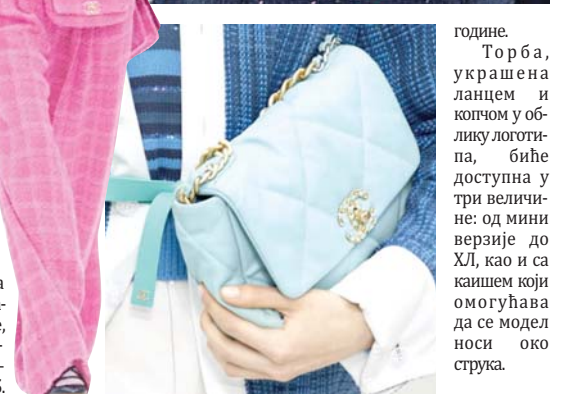 године.
Торба,
украшена
ланцем и
копчом у об-
лику логоти-
па, биће
доступна у
три величи-
не: од мини
верзије до
ХЛ, као и са
каишем који
омогућава
да се модел
носи око
струка.